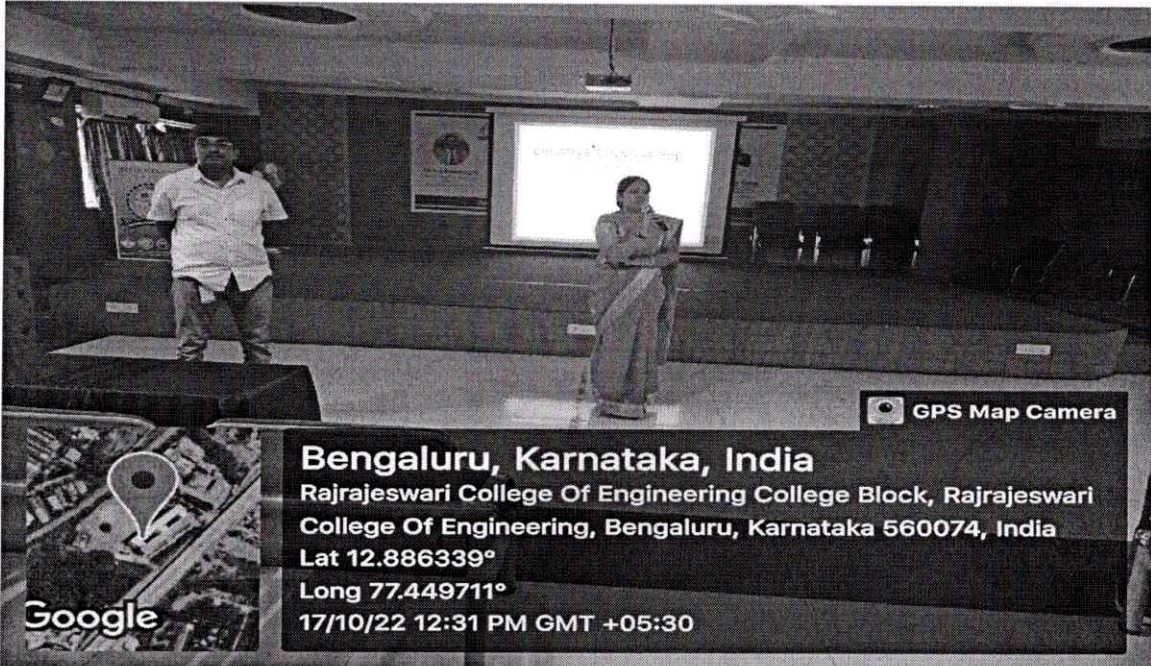 GPS Map Camera
Bengaluru, Karnataka, India
Rajrajeswari College Of Engineering College Block, Rajrajeswari
College Of Engineering, Bengaluru, Karnataka 560074, India
Lat 12.886339°
Long 77.449711°
17/10/22 12:31 PM GMT +05:30
Google